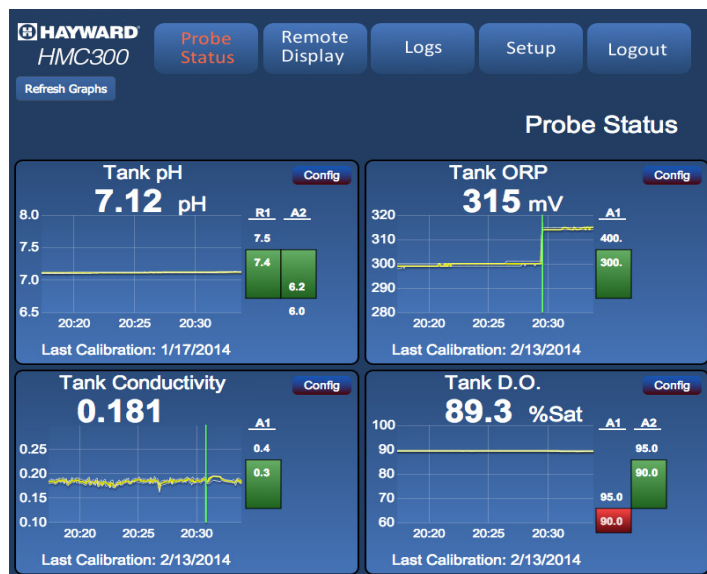 HAYWARD
HMC300
Probe Status
Remote Display
Logs
Setup
Logout
Refresh Graphs
Probe Status
Tank pH
Config
7.12 pH
R1 A2
8.0
7.5
7.5
7.4
7.0
6.2
6.5
6.0
20:20 20:25 20:30
Last Calibration: 1/17/2014
Tank ORP
Config
315 mV
A1
320
400.
310
300
300.
290
280
20:20 20:25 20:30
Last Calibration: 2/13/2014
Tank Conductivity
Config
0.181
A1
0.4
0.25
0.3
0.20
0.15
0.10
20:20 20:25 20:30
Last Calibration: 2/13/2014
Tank D.O.
Config
89.3 %Sat
A1 A2
100
90
95.0
80
90.0
70
95.0
60
90.0
20:20 20:25 20:30
Last Calibration: 2/13/2014